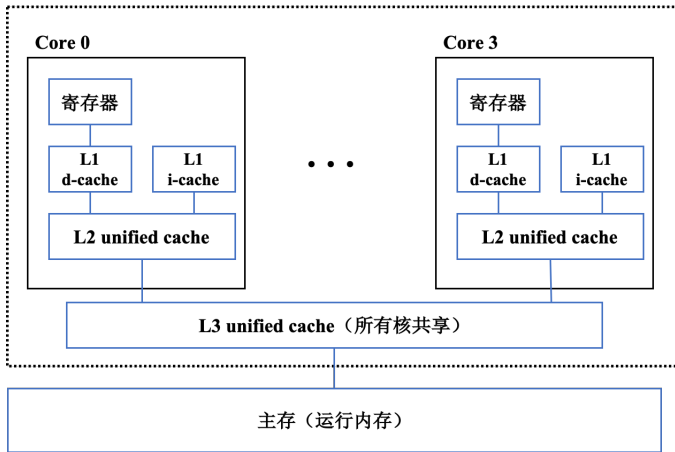 Core 0
Core 3
寄存器
寄存器
L1
d-cache
L1
i-cache
• • •
L1
d-cache
L1
i-cache
L2 unified cache
L2 unified cache
L3 unified cache（所有核共享）
主存（运行内存）